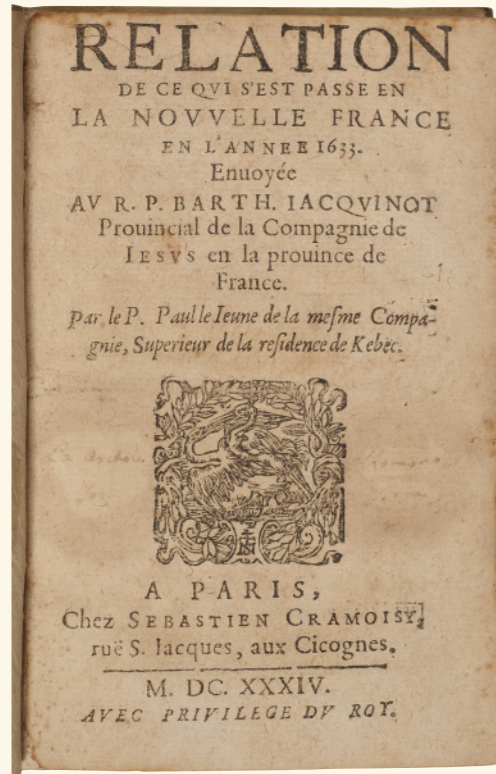 RELATION
DE CE QVI S'EST PASSE EN
LA NOVVELLE FRANCE
EN L'ANNEE 1633.
Enuoyée
AV R. P. BARTH. IACQVINOT
Prouincial de la Compagnie de
IESVS en la prouince de
France.
Par le P. Paul le Ieune de la meſme Compa-
gnie, Superieur de la reſidence de Kebec.
A PARIS,
Chez SEBASTIEN CRAMOISY,
ruë S. Iacques, aux Cicognes.
M. DC. XXXIV.
AVEC PRIVILEGE DV ROY.